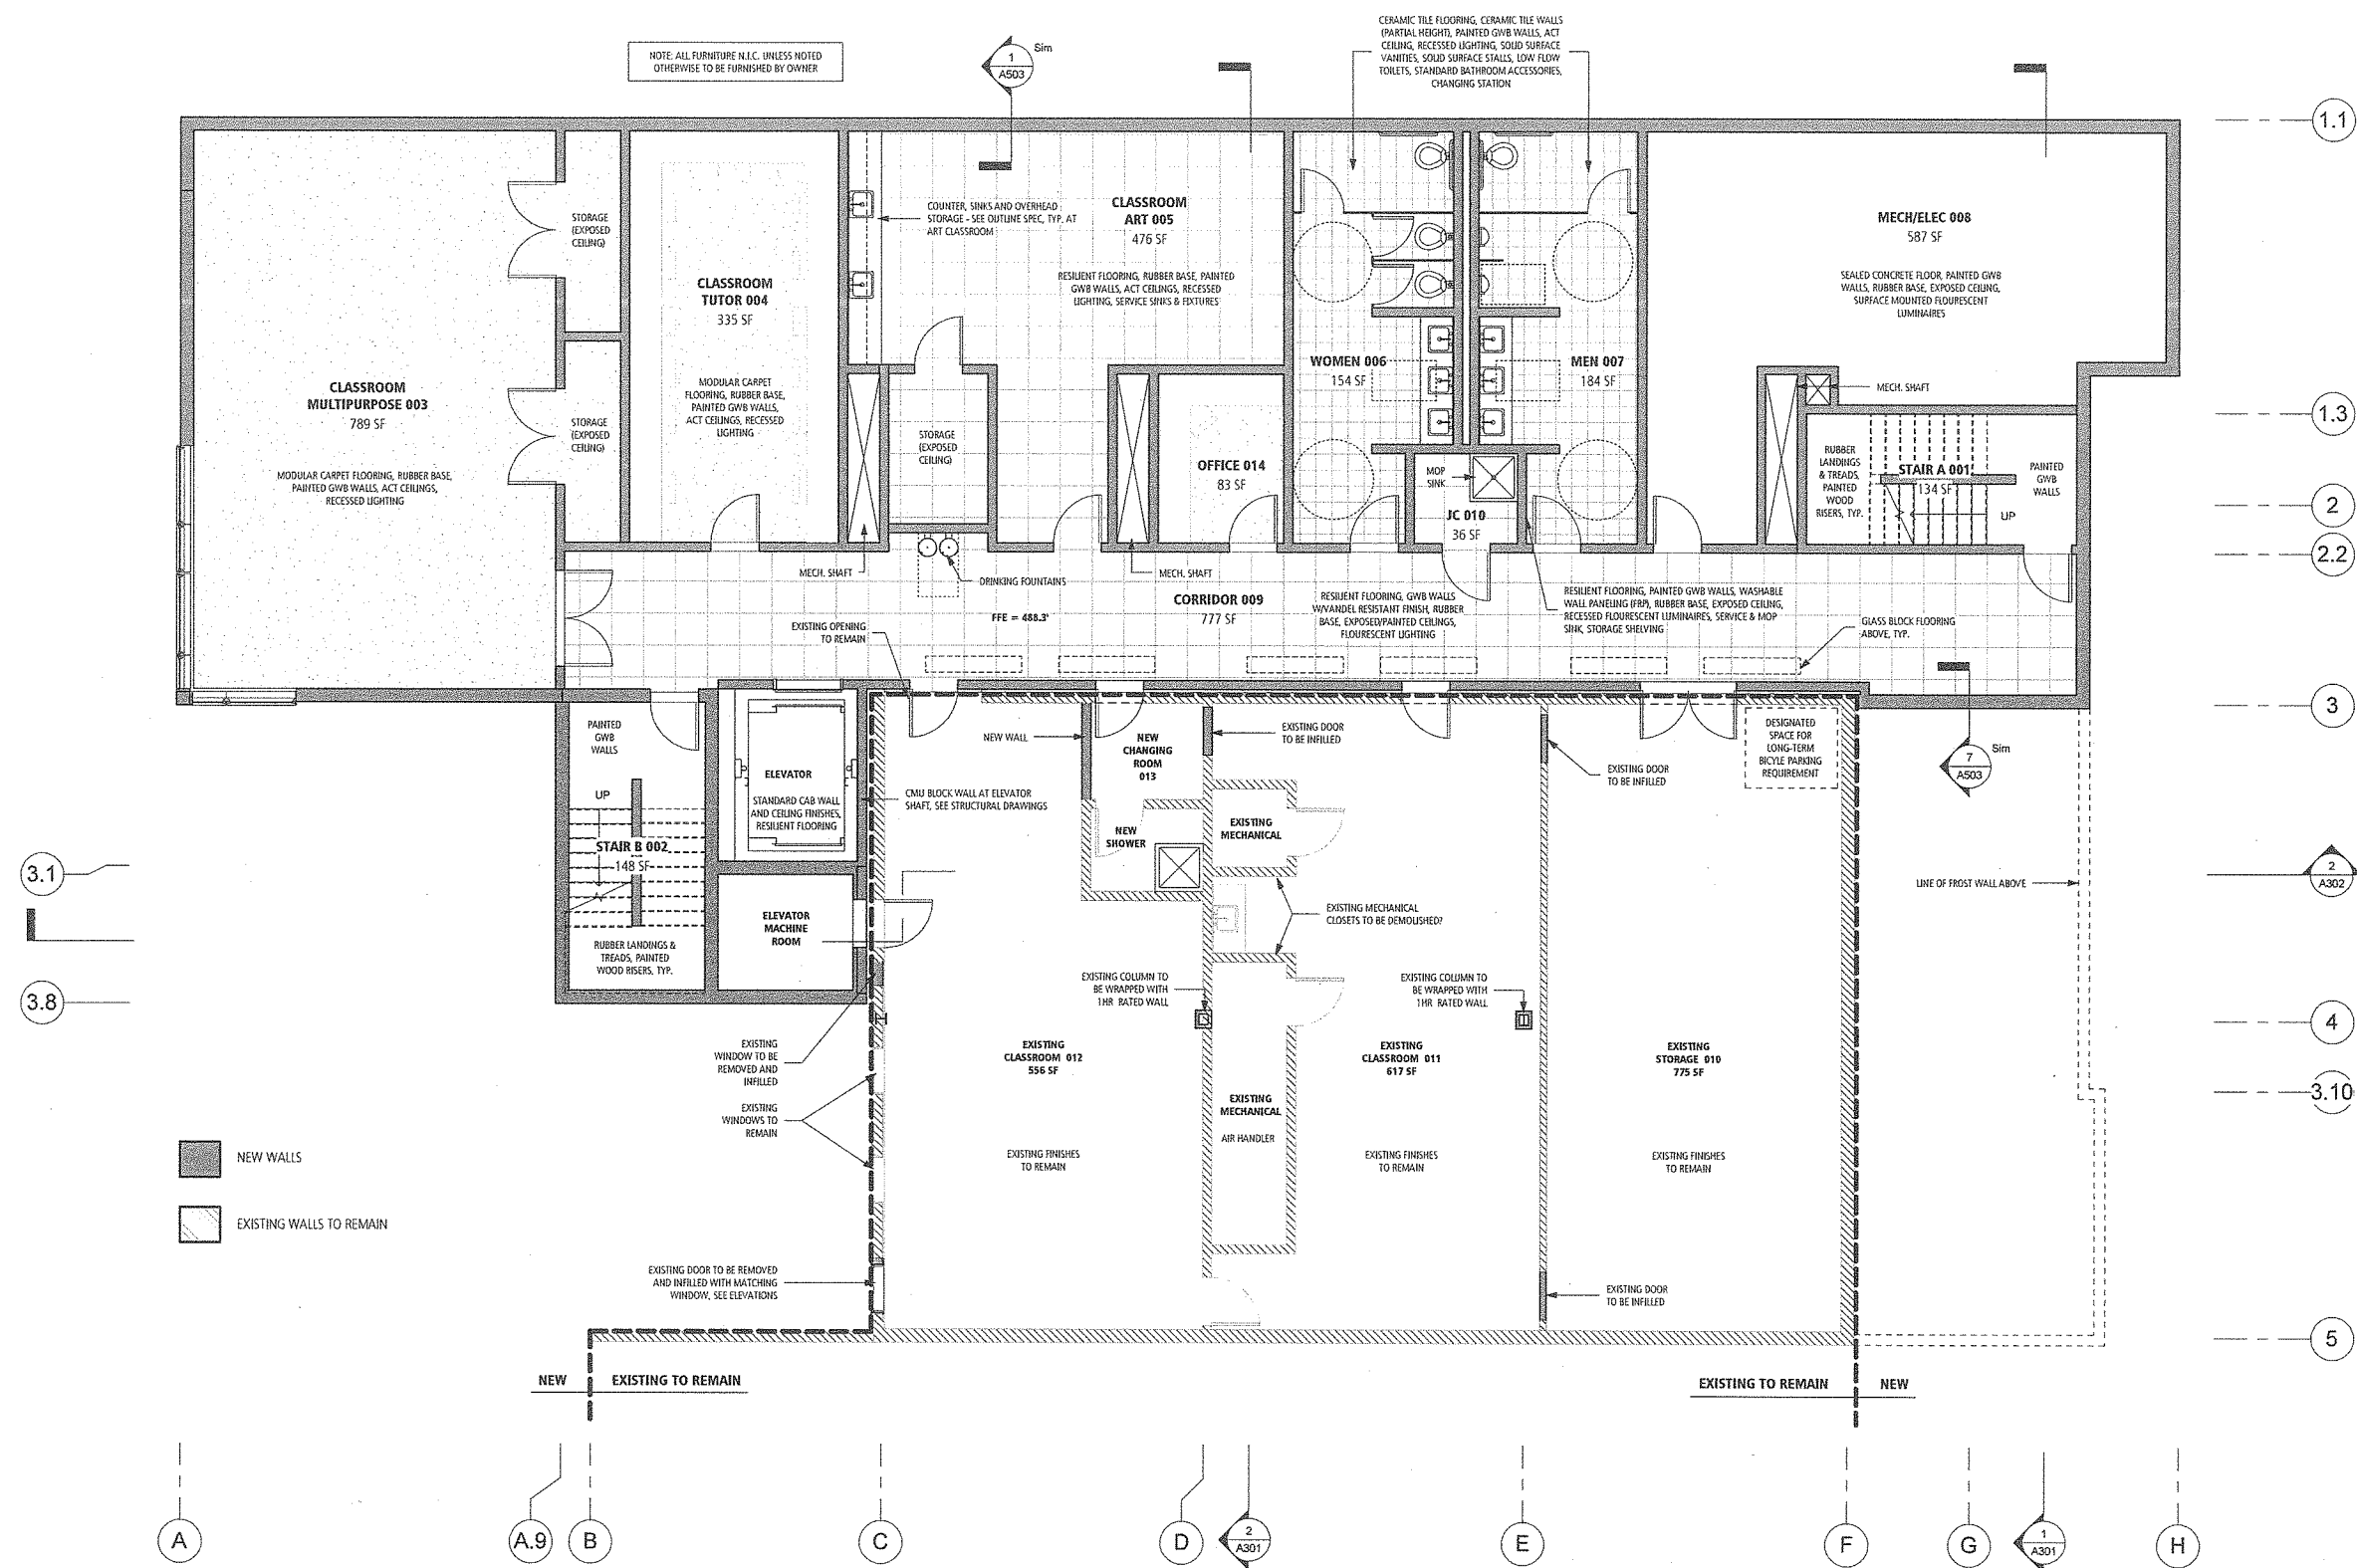 NOTE: ALL FURNITURE N.I.C. UNLESS NOTED
OTHERWISE TO BE FURNISHED BY OWNER
1
A503
Sim
CERAMIC TILE FLOORING, CERAMIC TILE WALLS
(PARTIAL HEIGHT), PAINTED GWB WALLS, ACT
CEILING, RECESSED LIGHTING, SOLID SURFACE
VANITIES, SOLID SURFACE STALLS, LOW FLOW
TOILETS, STANDARD BATHROOM ACCESSORIES,
CHANGING STATION
1.1
STORAGE
(EXPOSED
CEILING)
CLASSROOM
TUTOR 004
335 SF
MODULAR CARPET
FLOORING, RUBBER BASE,
PAINTED GWB WALLS,
ACT CEILINGS, RECESSED
LIGHTING
COUNTER, SINKS AND OVERHEAD
STORAGE - SEE OUTLINE SPEC, TYP. AT
ART CLASSROOM
CLASSROOM
ART 005
476 SF
RESILIENT FLOORING, RUBBER BASE, PAINTED
GWB WALLS, ACT CEILINGS, RECESSED
LIGHTING, SERVICE SINKS & FIXTURES
MECH/ELEC 008
587 SF
SEALED CONCRETE FLOOR, PAINTED GWB
WALLS, RUBBER BASE, EXPOSED CEILING,
SURFACE MOUNTED FLOURESCENT
LUMINAIRES
CLASSROOM
MULTIPURPOSE 003
789 SF
MODULAR CARPET FLOORING, RUBBER BASE,
PAINTED GWB WALLS, ACT CEILINGS,
RECESSED LIGHTING
STORAGE
(EXPOSED
CEILING)
STORAGE
(EXPOSED
CEILING)
OFFICE 014
83 SF
WOMEN 006
154 SF
MEN 007
184 SF
MOP
SINK
JC 010
36 SF
MECH. SHAFT
1.3
RUBBER
LANDINGS
& TREADS,
PAINTED
WOOD
RISERS, TYP.
STAIR A 001
134 SF
UP
PAINTED
GWB
WALLS
2
2.2
MECH. SHAFT
DRINKING FOUNTAINS
MECH. SHAFT
CORRIDOR 009
777 SF
FFE = 488.3'
EXISTING OPENING
TO REMAIN
RESILIENT FLOORING, GWB WALLS
W/VANDEL RESISTANT FINISH, RUBBER
BASE, EXPOSED/PAINTED CEILINGS,
FLOURESCENT LIGHTING
RESILIENT FLOORING, PAINTED GWB WALLS, WASHABLE
WALL PANELING (FRP), RUBBER BASE, EXPOSED CEILING,
RECESSED FLOURESCENT LUMINAIRES, SERVICE & MOP
SINK, STORAGE SHELVING
GLASS BLOCK FLOORING
ABOVE, TYP.
3
PAINTED
GWB
WALLS
UP
STAIR B 002
148 SF
RUBBER LANDINGS &
TREADS, PAINTED
WOOD RISERS, TYP.
ELEVATOR
STANDARD CAB WALL
AND CEILING FINISHES,
RESILIENT FLOORING
ELEVATOR
MACHINE
ROOM
NEW WALL
NEW
CHANGING
ROOM
013
EXISTING DOOR
TO BE INFILLED
CMU BLOCK WALL AT ELEVATOR
SHAFT, SEE STRUCTURAL DRAWINGS
NEW
SHOWER
EXISTING
MECHANICAL
EXISTING DOOR
TO BE INFILLED
DESIGNATED
SPACE FOR
LONG-TERM
BICYLE PARKING
REQUIREMENT
7
A503
Sim
3.1
3.8
LINE OF FROST WALL ABOVE
2
A302
EXISTING MECHANICAL
CLOSETS TO BE DEMOLISHED?
EXISTING COLUMN TO
BE WRAPPED WITH
1HR RATED WALL
EXISTING COLUMN TO
BE WRAPPED WITH
1HR RATED WALL
4
3.10
EXISTING
WINDOW TO BE
REMOVED AND
INFILLED
EXISTING
WINDOWS TO
REMAIN
EXISTING
CLASSROOM 012
556 SF
EXISTING FINISHES
TO REMAIN
EXISTING
MECHANICAL
AIR HANDLER
EXISTING
CLASSROOM 011
617 SF
EXISTING FINISHES
TO REMAIN
EXISTING
STORAGE 010
775 SF
EXISTING FINISHES
TO REMAIN
NEW WALLS
EXISTING WALLS TO REMAIN
EXISTING DOOR TO BE REMOVED
AND INFILLED WITH MATCHING
WINDOW, SEE ELEVATIONS
EXISTING DOOR
TO BE INFILLED
5
NEW
EXISTING TO REMAIN
EXISTING TO REMAIN
NEW
A
A.9
B
C
D
2
A301
E
F
G
1
A301
H